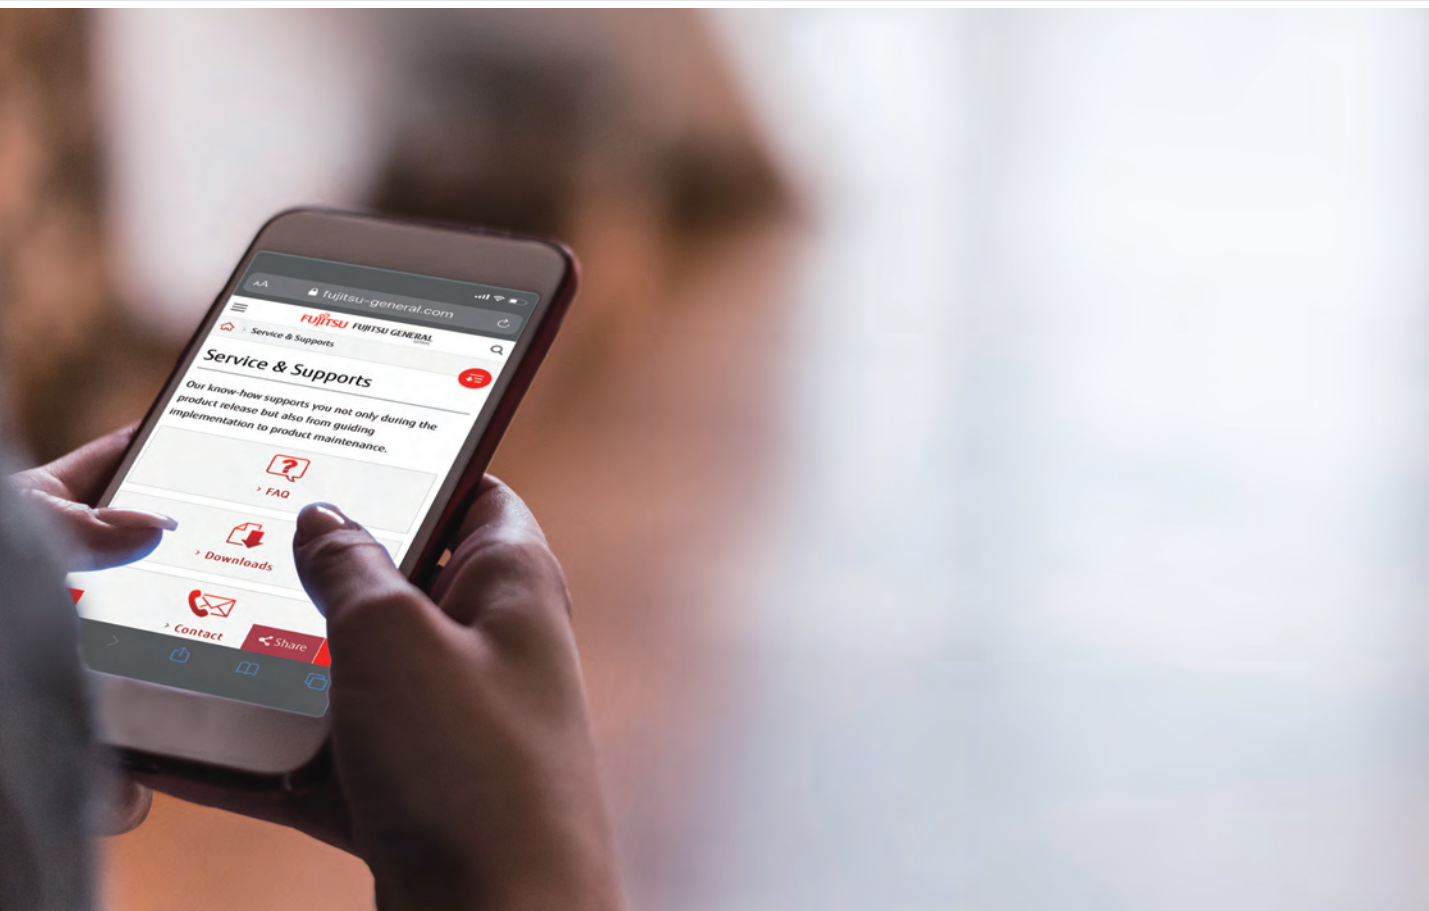 AA fujitsu-general.com
FUJITSU FUJITSU GENERAL
> Service & Supports
Service & Supports
Our know-how supports you not only during the
product release but also from guiding
implementation to product maintenance.
?
> FAQ
> Downloads
> Contact
Share